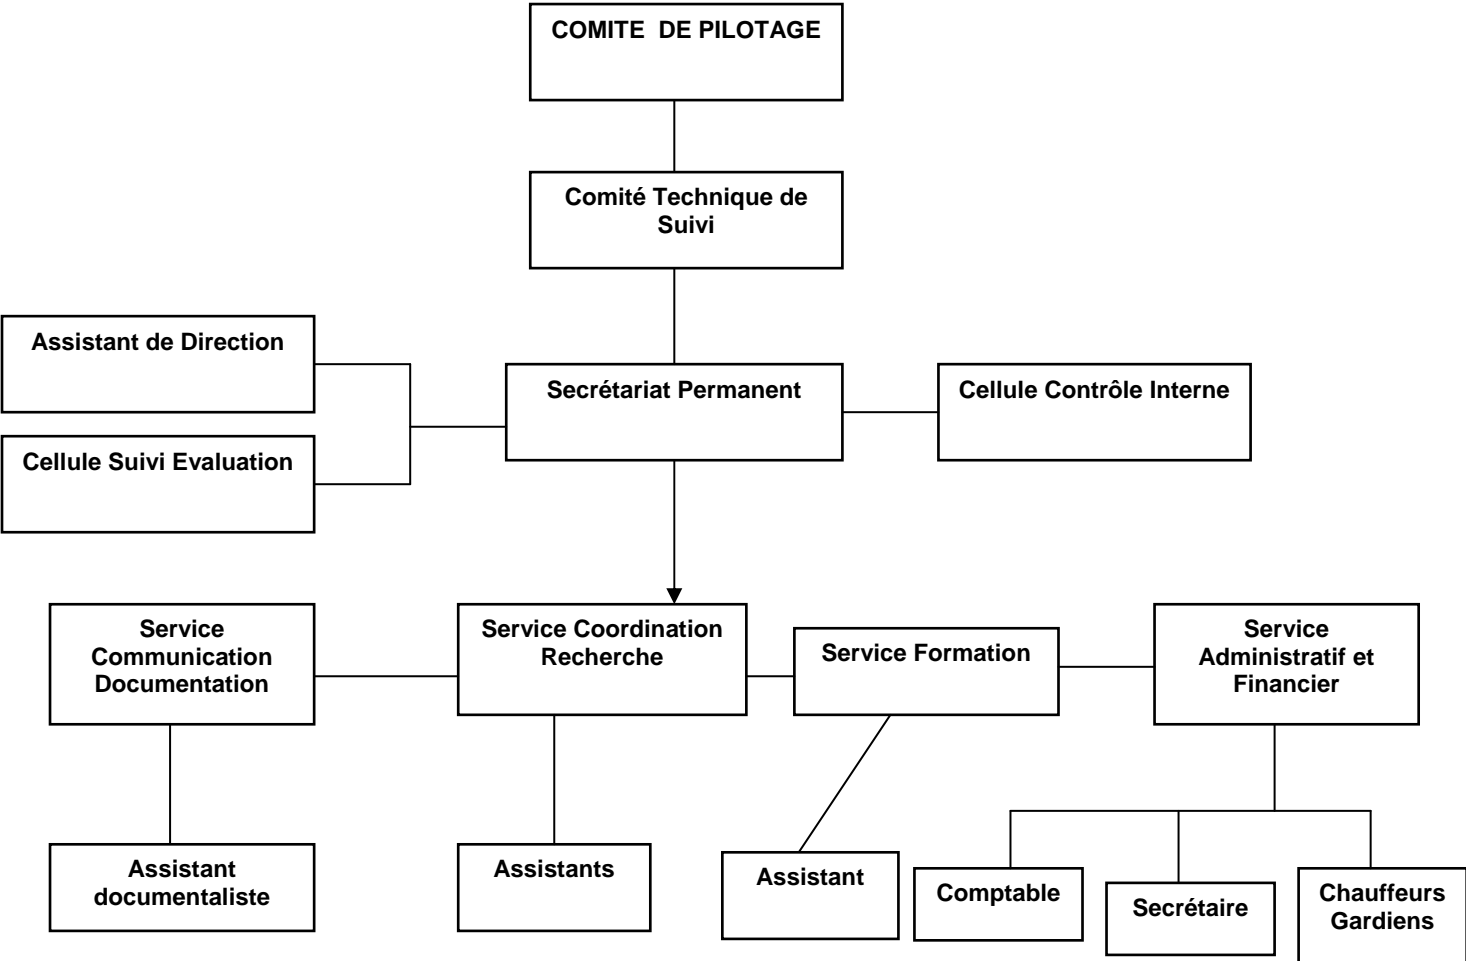 COMITE DE PILOTAGE
Comité Technique de
Suivi
Assistant de Direction
Secrétariat Permanent
Cellule Contrôle Interne
Cellule Suivi Evaluation
Service
Communication
Documentation
Service Coordination
Recherche
Service Formation
Service
Administratif et
Financier
Assistant
documentaliste
Assistants
Assistant
Comptable
Secrétaire
Chauffeurs
Gardiens